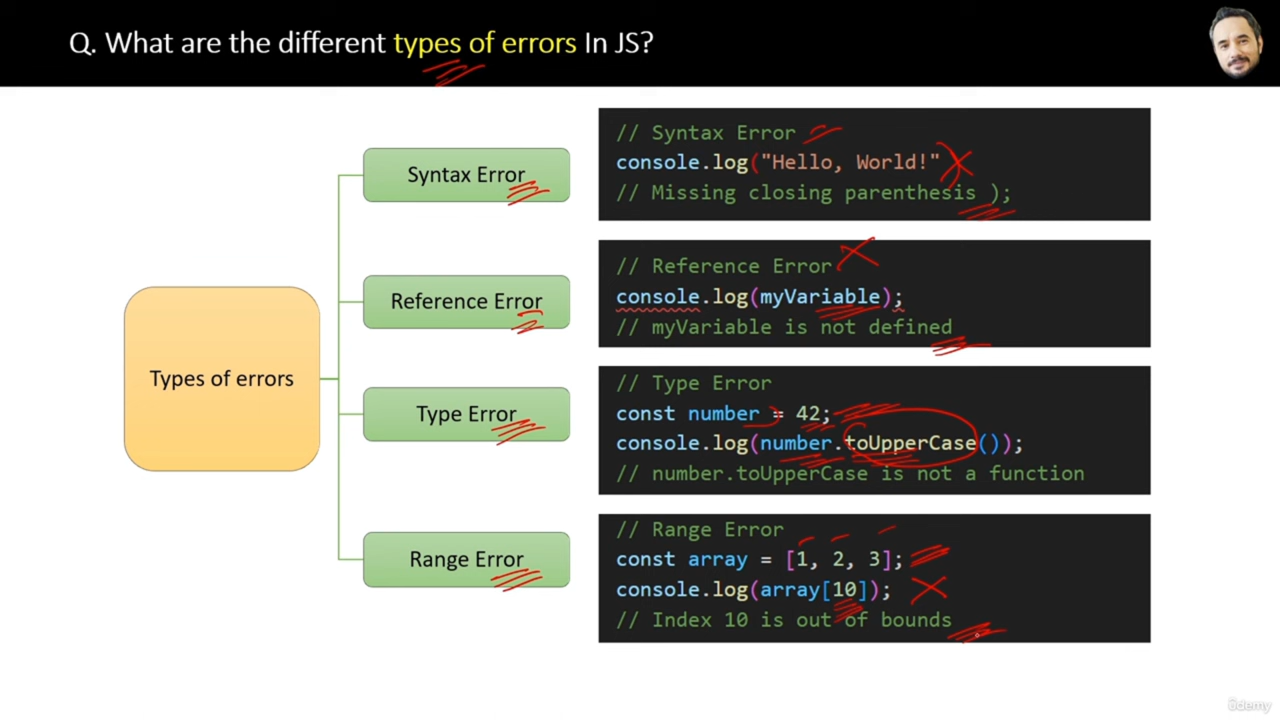 Q. What are the different types of errors In JS?
Types of errors
Syntax Error
// Syntax Error
console.log("Hello, World!"
// Missing closing parenthesis );
Reference Error
// Reference Error
console.log(myVariable);
// myVariable is not defined
Type Error
// Type Error
const number = 42;
console.log(number.toUpperCase());
// number.toUpperCase is not a function
Range Error
// Range Error
const array = [1, 2, 3];
console.log(array[10]);
// Index 10 is out of bounds
ûdemy